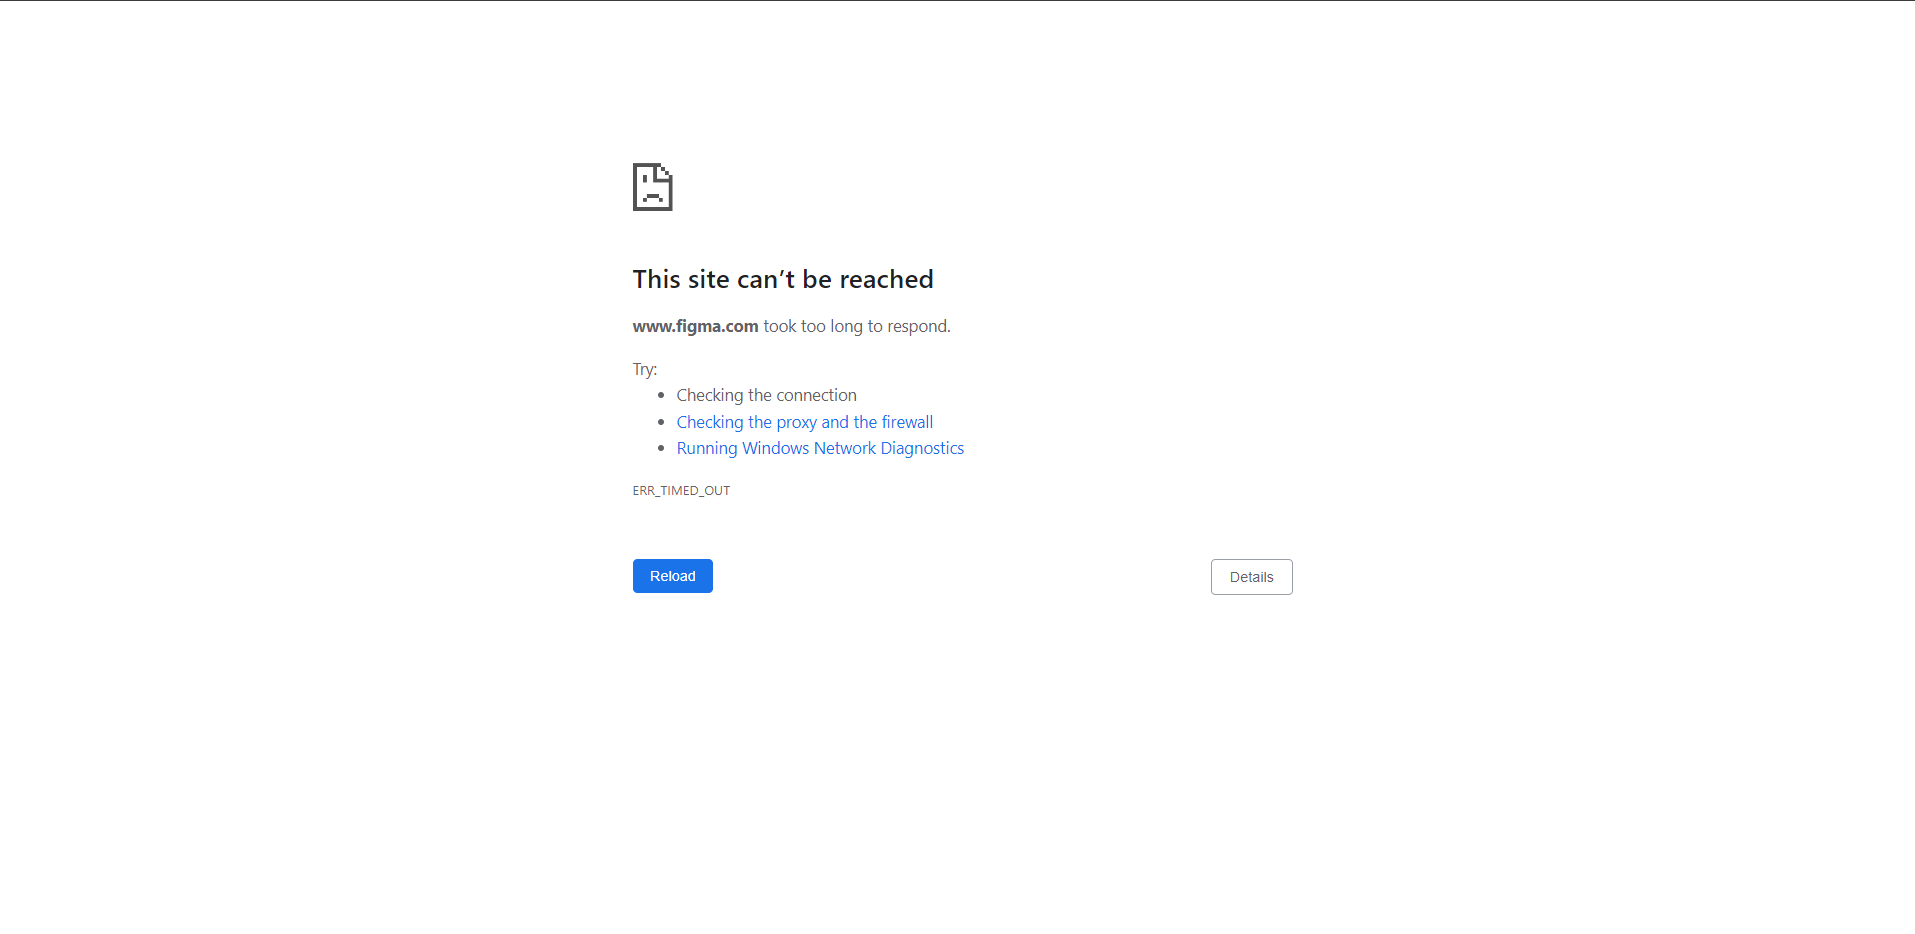 This site can’t be reached
www.figma.com took too long to respond.
Try:
Checking the connection
Checking the proxy and the firewall
Running Windows Network Diagnostics
ERR_TIMED_OUT
Reload
Details